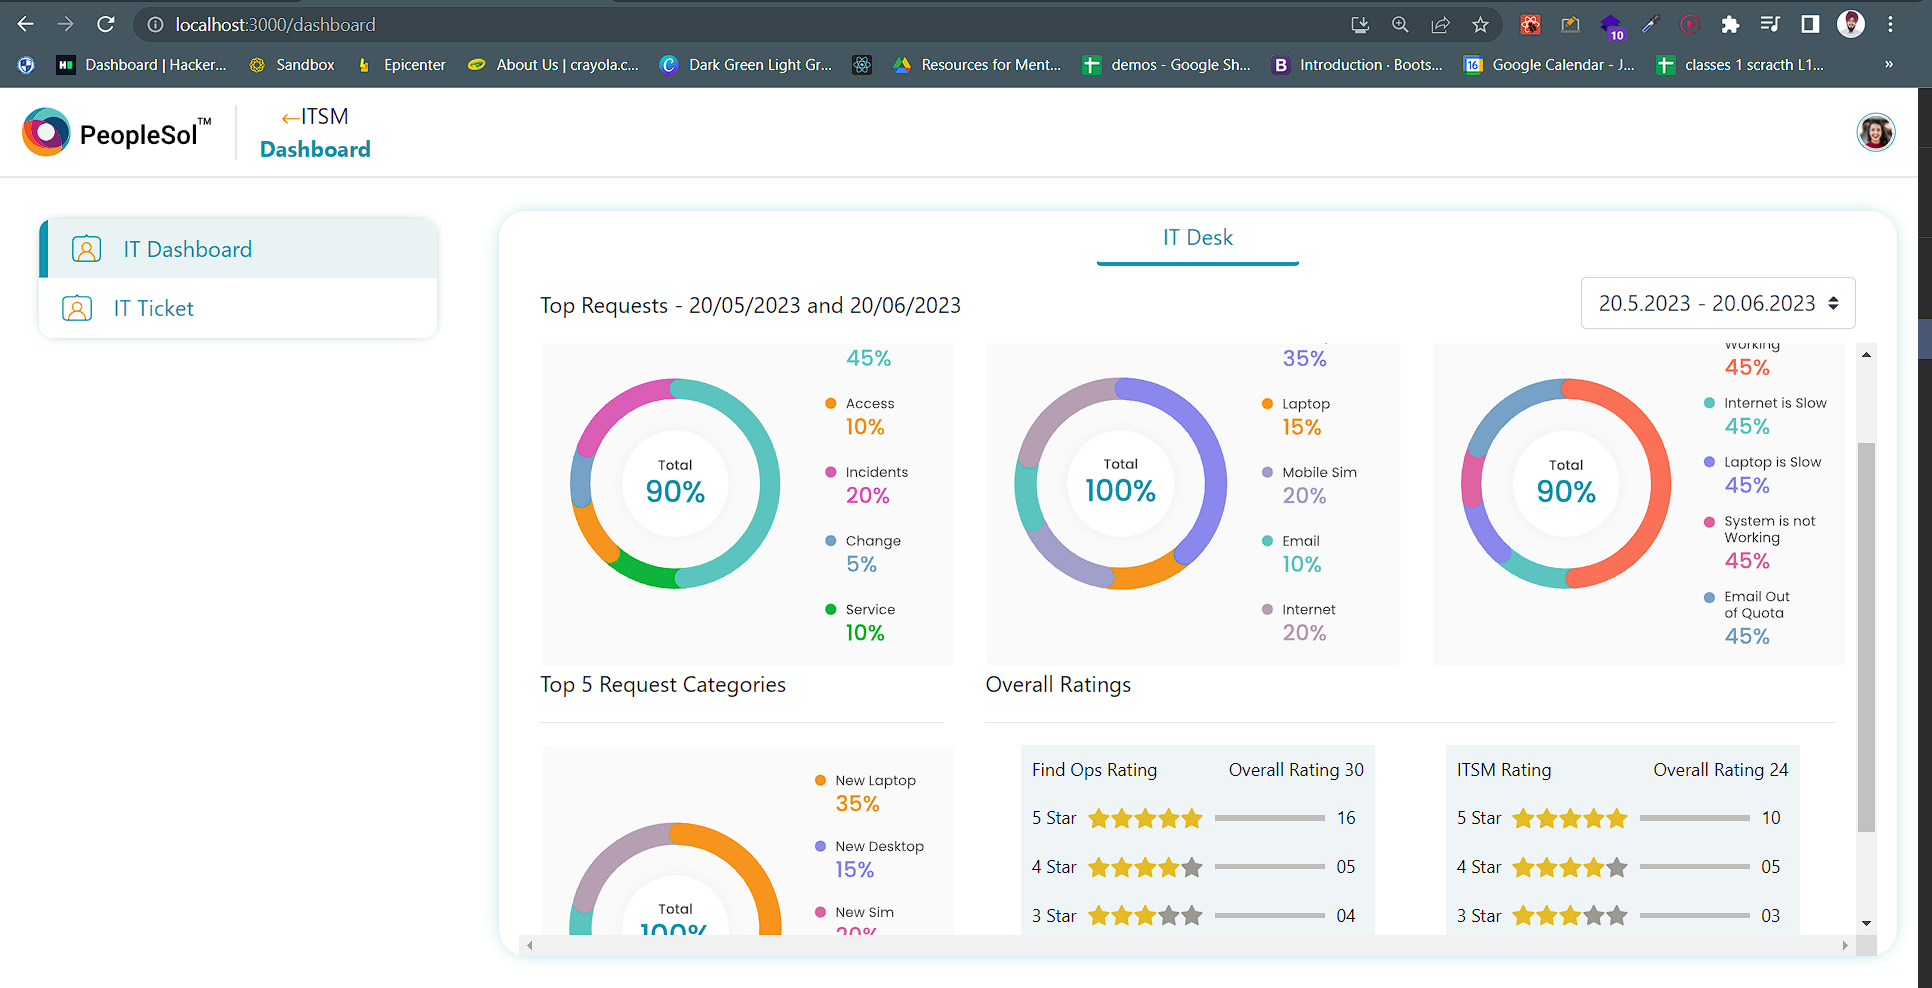 localhost:3000/dashboard
10
Dashboard | Hacker...
Sandbox
Epicenter
About Us | crayola.c...
Dark Green Light Gr...
Resources for Ment...
demos - Google Sh...
B
Introduction · Boots...
16
Google Calendar - J...
classes 1 scracth L1...
»
PeopleSol™
←ITSM
Dashboard
IT Dashboard
IT Ticket
IT Desk
Top Requests - 20/05/2023 and 20/06/2023
20.5.2023 - 20.06.2023
45%
Access
10%
Incidents
20%
Change
5%
Service
10%
Total
90%
35%
Laptop
15%
Mobile Sim
20%
Email
10%
Internet
20%
Total
100%
Working
45%
Internet is Slow
45%
Laptop is Slow
45%
System is not
Working
45%
Email Out
of Quota
45%
Total
90%
Top 5 Request Categories
Overall Ratings
New Laptop
35%
New Desktop
15%
New Sim
20%
Total
100%
Find Ops Rating Overall Rating 30
5 Star 16
4 Star 05
3 Star 04
ITSM Rating Overall Rating 24
5 Star 10
4 Star 05
3 Star 03